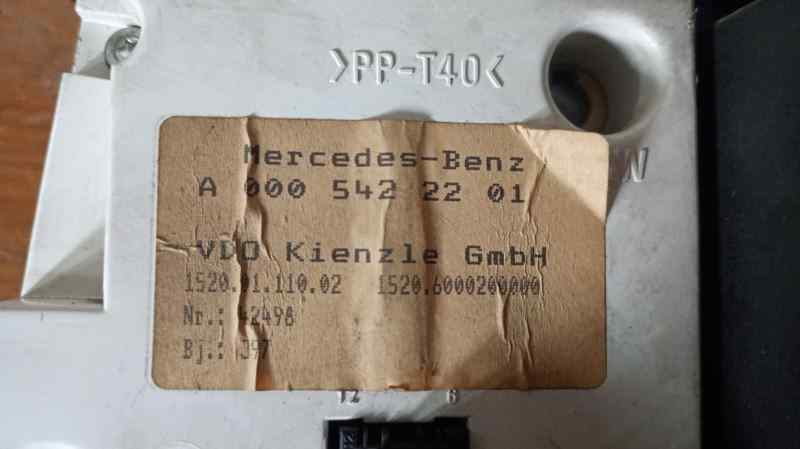 >PP-T40<
Mercedes-Benz
A 000 542 22 01
VDO Kienzle GmbH
1520.01.110.02 1520.6000200000
Nr.: 42498
Bj.: 397
12 6